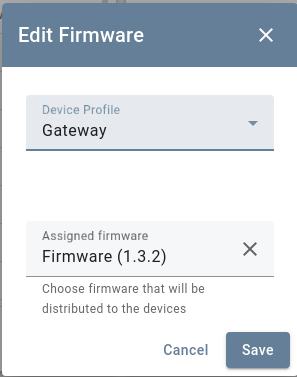 Edit Firmware
Device Profile
Gateway
Assigned firmware
Firmware (1.3.2)
Choose firmware that will be
distributed to the devices
Cancel
Save